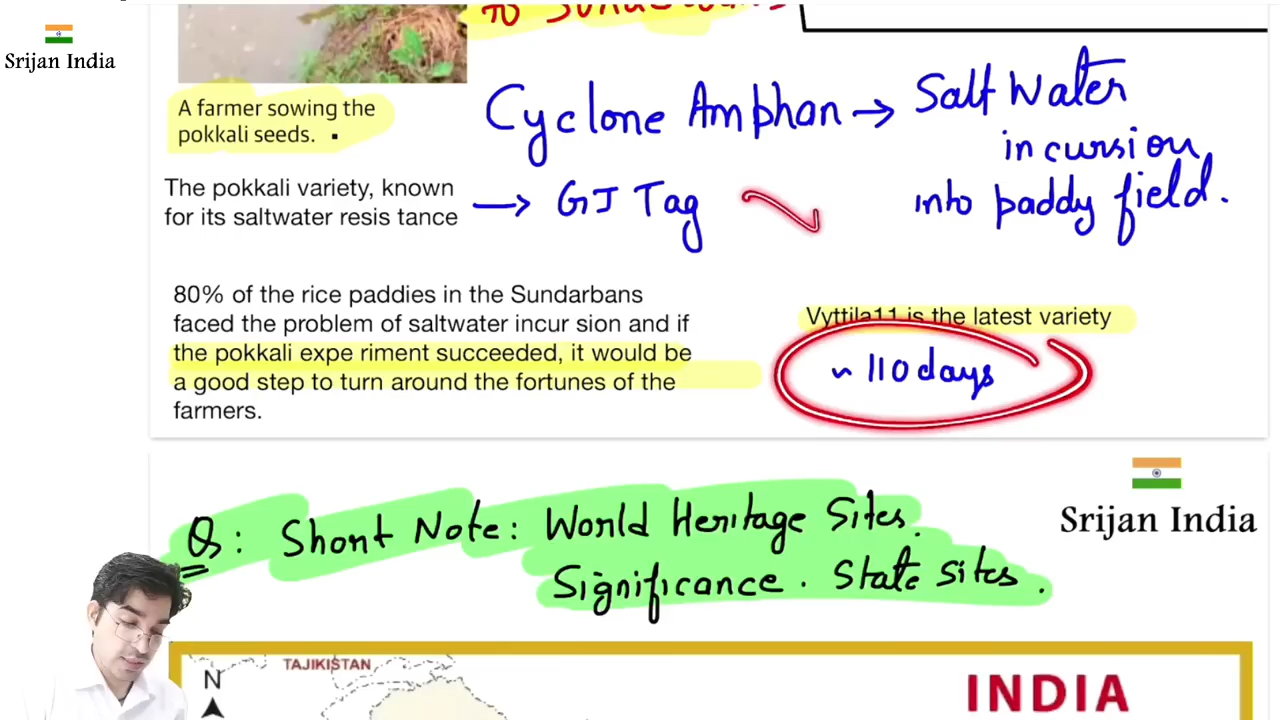 to Sundarbans
Srijan India
A farmer sowing the
pokkali seeds.
Cyclone Amphan → Salt Water
incursion
into paddy field.
The pokkali variety, known
for its saltwater resis tance
→ GI Tag
80% of the rice paddies in the Sundarbans
faced the problem of saltwater incur sion and if
the pokkali expe riment succeeded, it would be
a good step to turn around the fortunes of the
farmers.
Vyttila11 is the latest variety
~ 110 days
Q: Short Note: World Heritage Sites.
Significance. State Sites.
Srijan India
TAJIKISTAN
N
INDIA